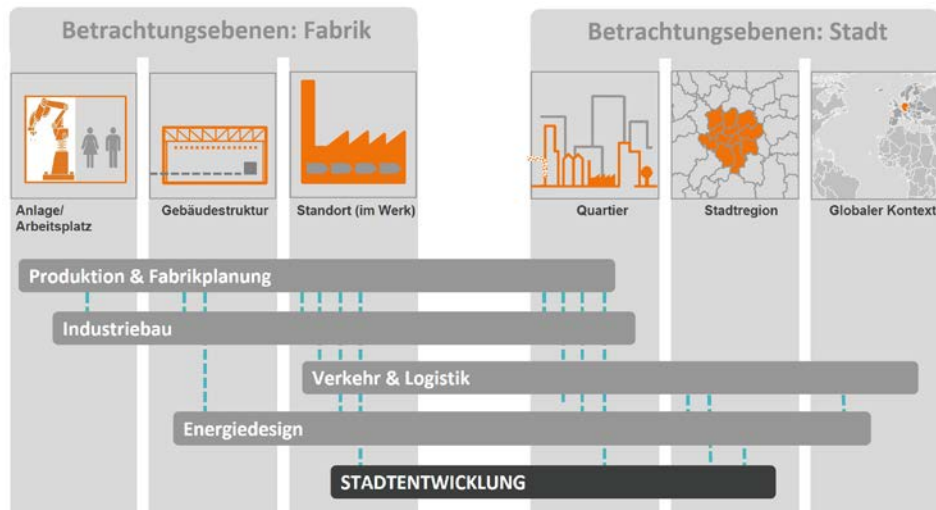 Betrachtungsebenen: Fabrik
Betrachtungsebenen: Stadt
Anlage/
Arbeitsplatz
Gebäudestruktur
Standort (im Werk)
Quartier
Stadtregion
Globaler Kontext
Produktion & Fabrikplanung
Industriebau
Verkehr & Logistik
Energiedesign
STADTENTWICKLUNG